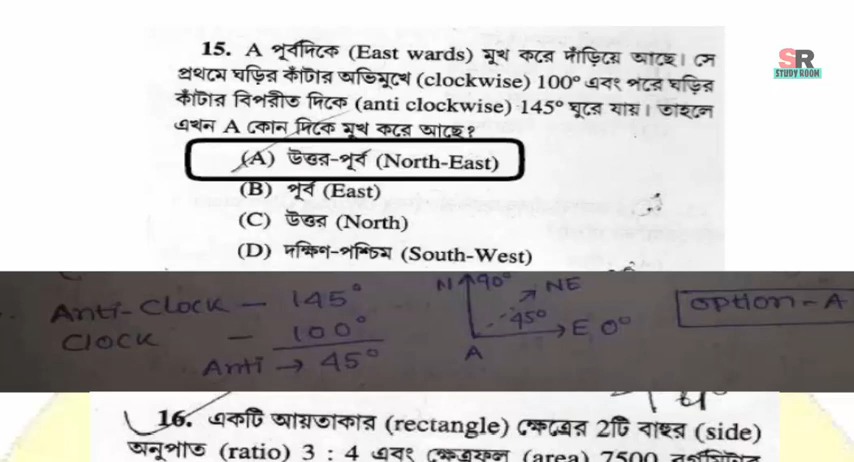 15. A পূর্বদিকে (East wards) মুখ করে দাঁড়িয়ে আছে। সে
প্রথমে ঘড়ির কাঁটার অভিমুখে (clockwise) 100° এবং পরে ঘড়ির
কাঁটার বিপরীত দিকে (anti clockwise) 145° ঘুরে যায়। তাহলে
এখন A কোন দিকে মুখ করে আছে?
(A) উত্তর-পূর্ব (North-East)
(B) পূর্ব (East)
(C) উত্তর (North)
(D) দক্ষিণ-পশ্চিম (South-West)
SR
STUDY ROOM
Anti-Clock – 145°
Clock – 100°
Anti → 45°
N 90°
NE
45°
E 0°
A
Option - A
16. একটি আয়তাকার (rectangle) ক্ষেত্রের 2টি বাহুর (side)
অনুপাত (ratio) 3 : 4 এবং ক্ষেত্রফল (area) 7500 বর্গমিটার